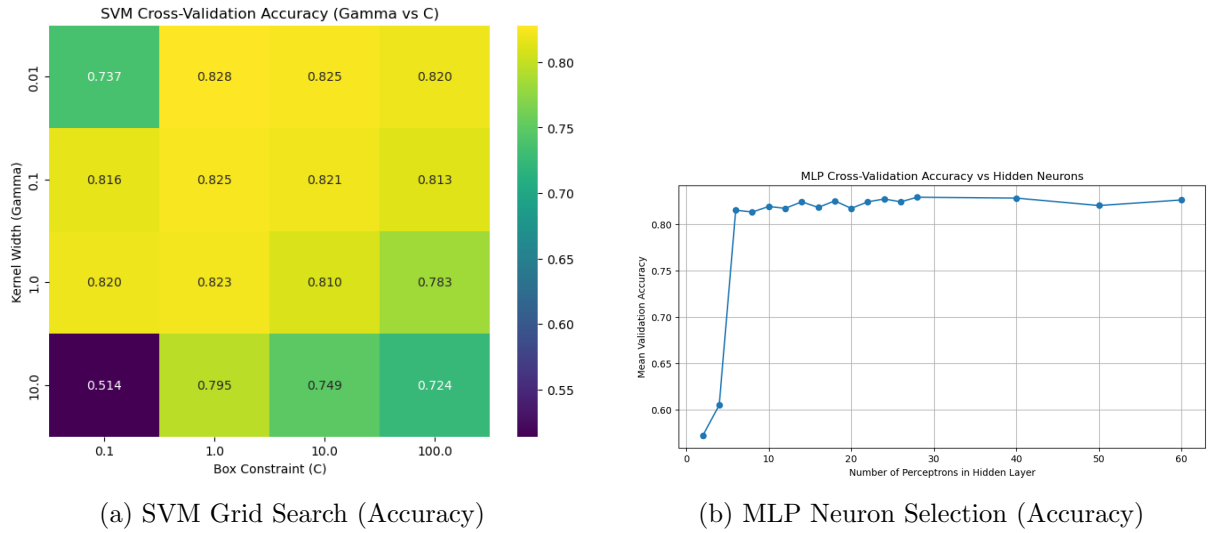 SVM Cross-Validation Accuracy (Gamma vs C)
Kernel Width (Gamma)
0.01
0.737 0.828 0.825 0.820
0.1
0.816 0.825 0.821 0.813
1.0
0.820 0.823 0.810 0.783
10.0
0.514 0.795 0.749 0.724
0.1 1.0 10.0 100.0
Box Constraint (C)
0.80
0.75
0.70
0.65
0.60
0.55
(a) SVM Grid Search (Accuracy)
MLP Cross-Validation Accuracy vs Hidden Neurons
Mean Validation Accuracy
0.80
0.75
0.70
0.65
0.60
0 10 20 30 40 50 60
Number of Perceptrons in Hidden Layer
(b) MLP Neuron Selection (Accuracy)